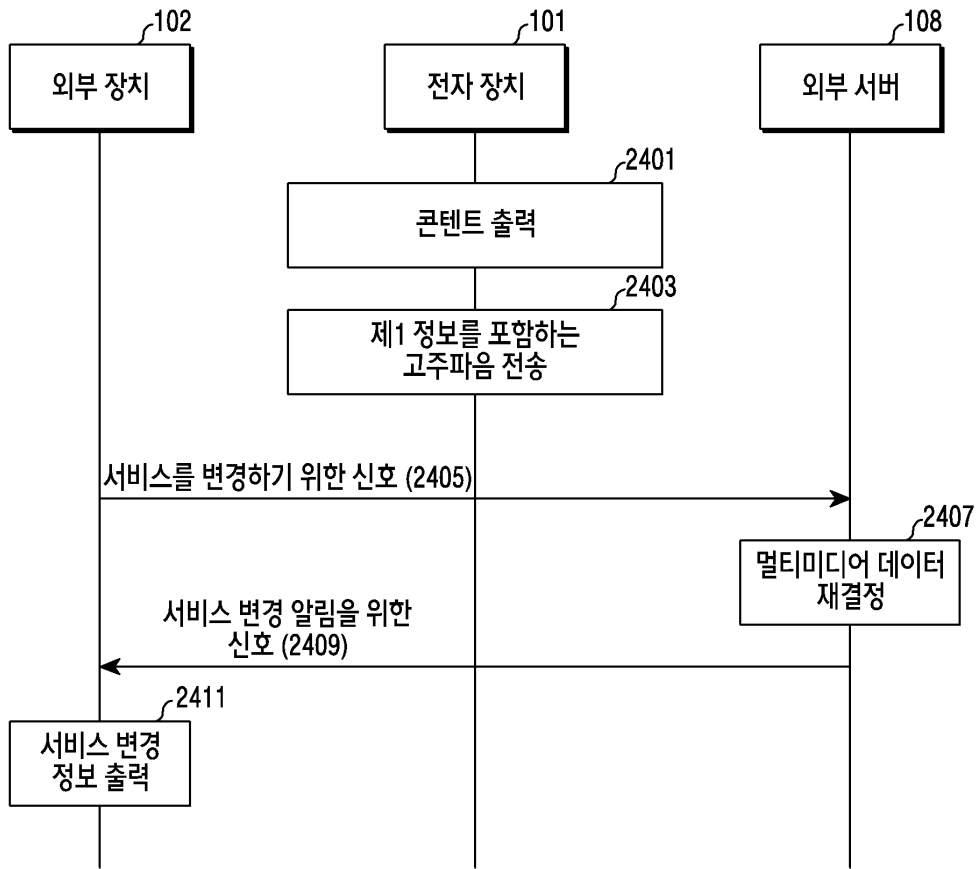 102
101
108
외부 장치
전자 장치
외부 서버
2401
콘텐트 출력
2403
제1 정보를 포함하는
고주파음 전송
서비스를 변경하기 위한 신호 (2405)
2407
멀티미디어 데이터
재결정
서비스 변경 알림을 위한
신호 (2409)
2411
서비스 변경
정보 출력